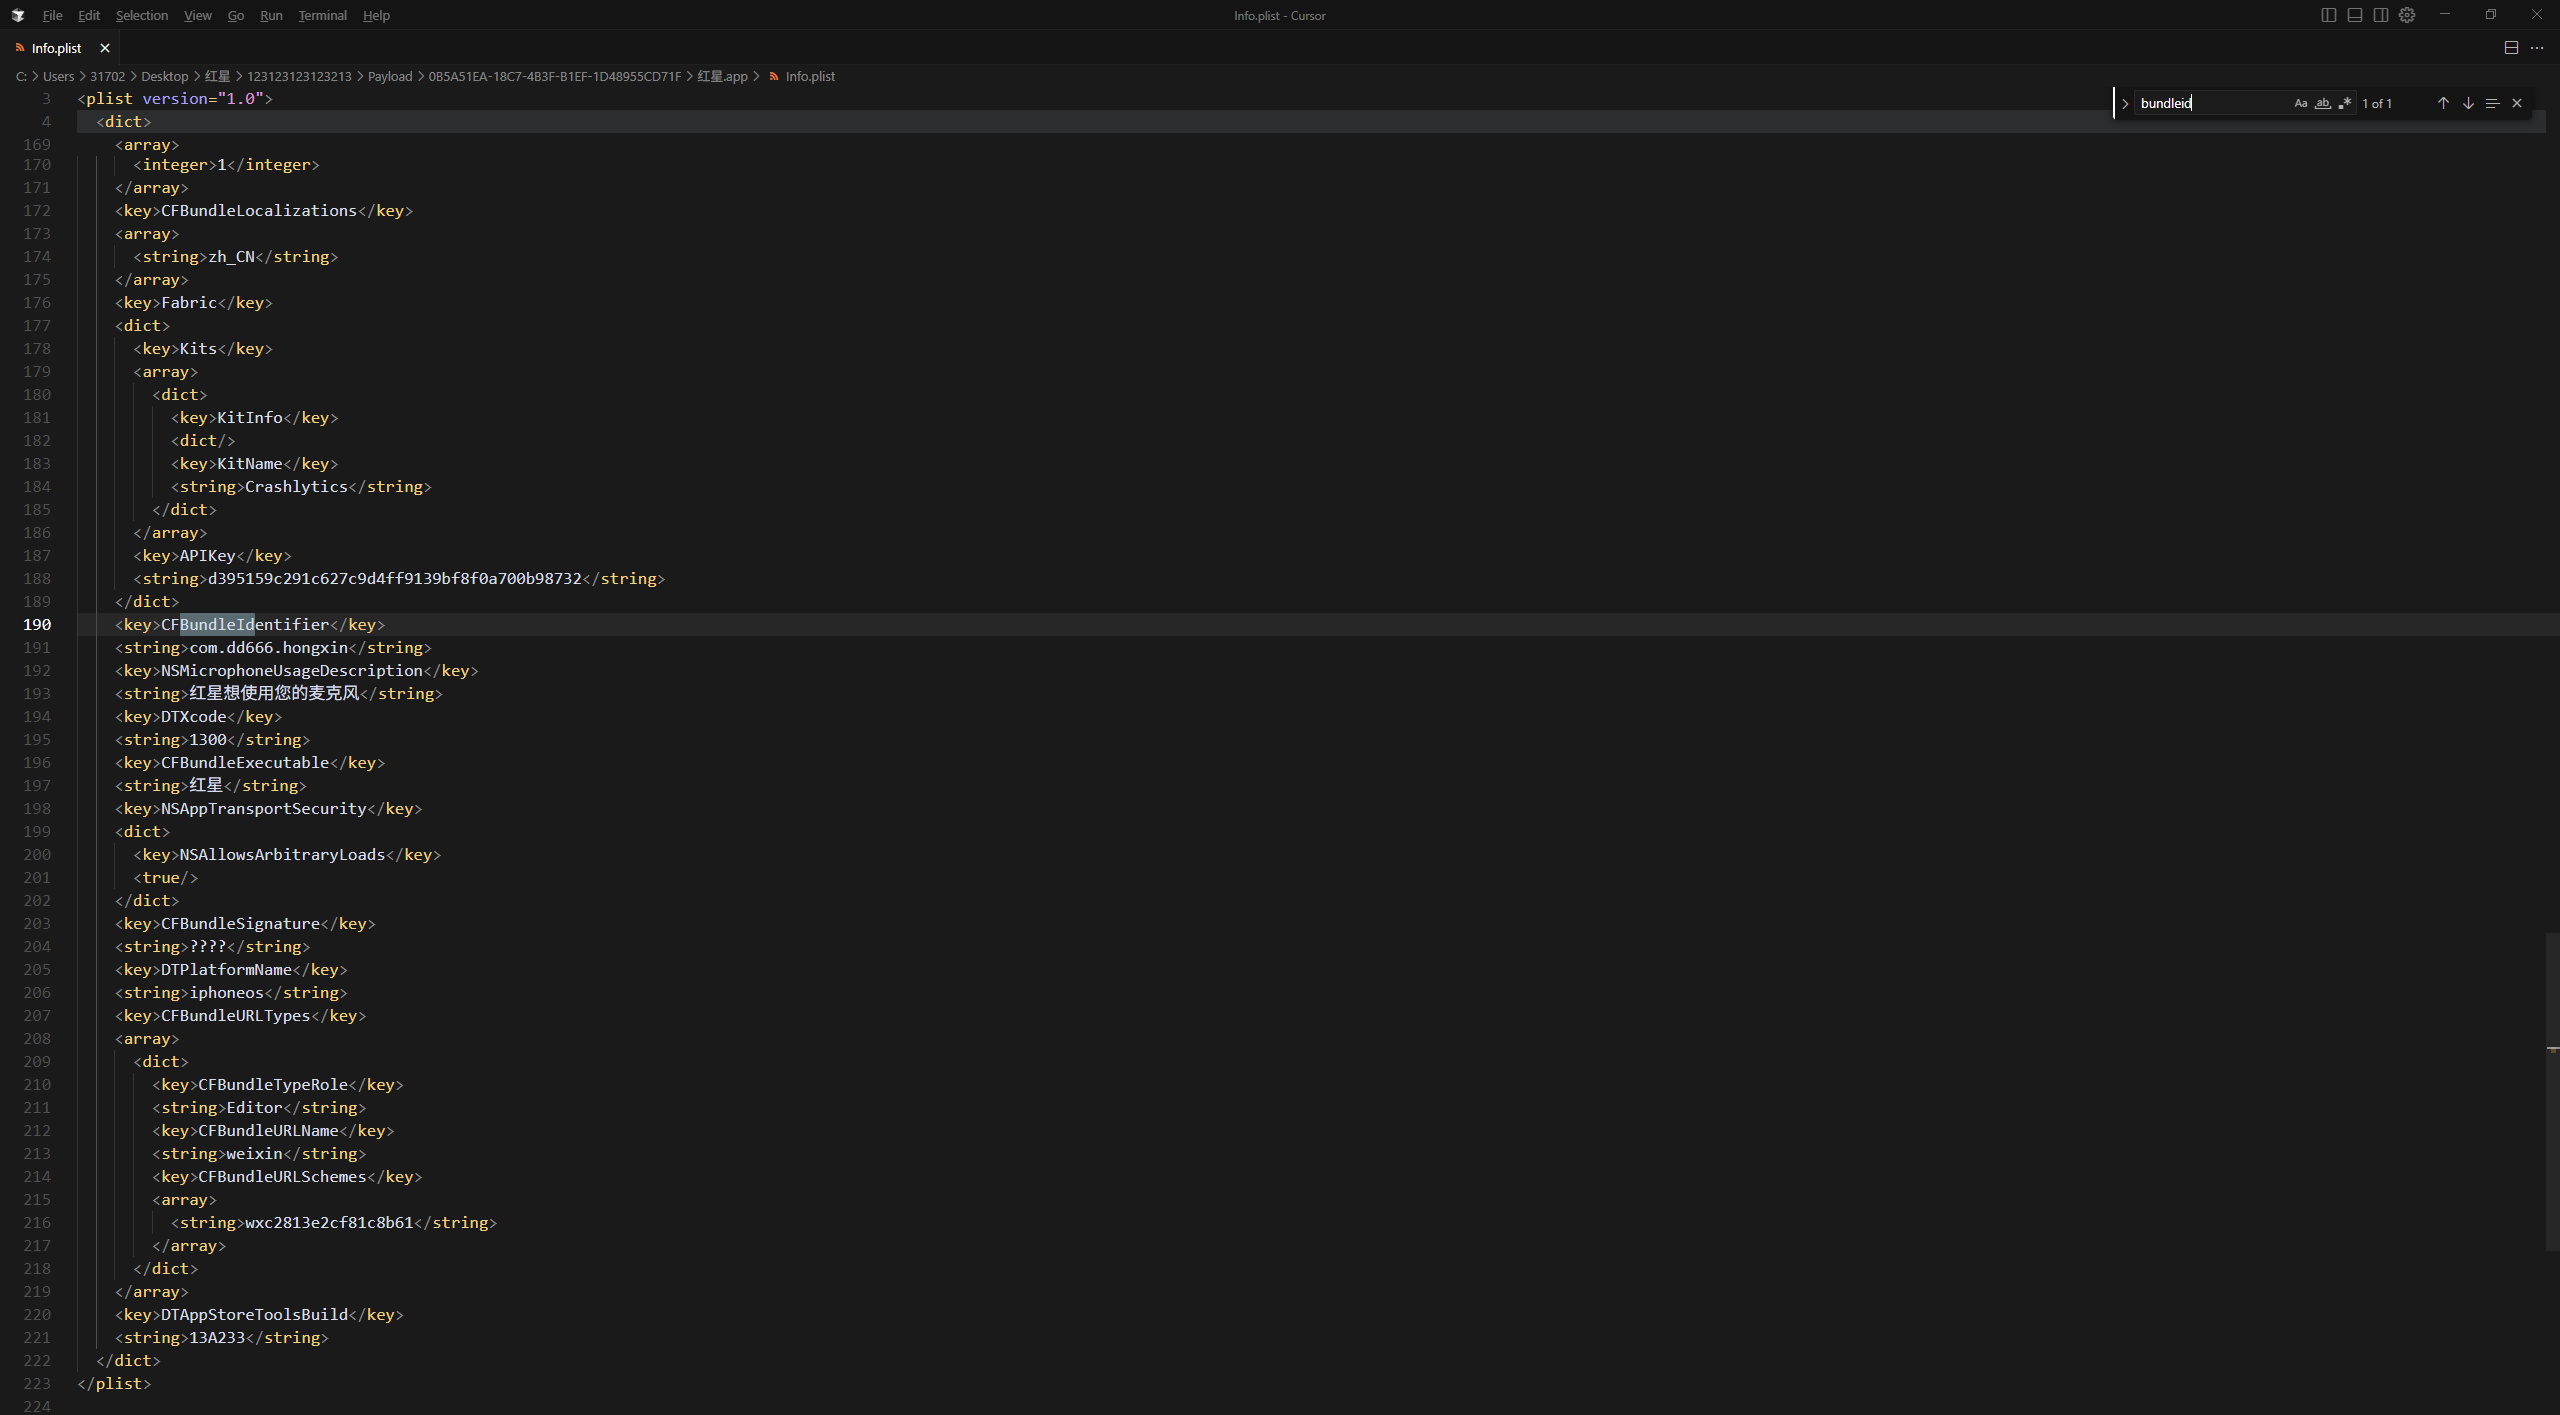 File Edit Selection View Go Run Terminal Help
Info.plist - Cursor
Info.plist
C: > Users > 31702 > Desktop > 红星 > 123123123123213 > Payload > 0B5A51EA-18C7-4B3F-B1EF-1D48955CD71F > 红星.app > Info.plist
bundleid Aa ab .* 1 of 1
3 <plist version="1.0">
4 <dict>
169 <array>
170 <integer>1</integer>
171 </array>
172 <key>CFBundleLocalizations</key>
173 <array>
174 <string>zh_CN</string>
175 </array>
176 <key>Fabric</key>
177 <dict>
178 <key>Kits</key>
179 <array>
180 <dict>
181 <key>KitInfo</key>
182 <dict/>
183 <key>KitName</key>
184 <string>Crashlytics</string>
185 </dict>
186 </array>
187 <key>APIKey</key>
188 <string>d395159c291c627c9d4ff9139bf8f0a700b98732</string>
189 </dict>
190 <key>CFBundleIdentifier</key>
191 <string>com.dd666.hongxin</string>
192 <key>NSMicrophoneUsageDescription</key>
193 <string>红星想使用您的麦克风</string>
194 <key>DTXcode</key>
195 <string>1300</string>
196 <key>CFBundleExecutable</key>
197 <string>红星</string>
198 <key>NSAppTransportSecurity</key>
199 <dict>
200 <key>NSAllowsArbitraryLoads</key>
201 <true/>
202 </dict>
203 <key>CFBundleSignature</key>
204 <string>????</string>
205 <key>DTPlatformName</key>
206 <string>iphoneos</string>
207 <key>CFBundleURLTypes</key>
208 <array>
209 <dict>
210 <key>CFBundleTypeRole</key>
211 <string>Editor</string>
212 <key>CFBundleURLName</key>
213 <string>weixin</string>
214 <key>CFBundleURLSchemes</key>
215 <array>
216 <string>wxc2813e2cf81c8b61</string>
217 </array>
218 </dict>
219 </array>
220 <key>DTAppStoreToolsBuild</key>
221 <string>13A233</string>
222 </dict>
223 </plist>
224